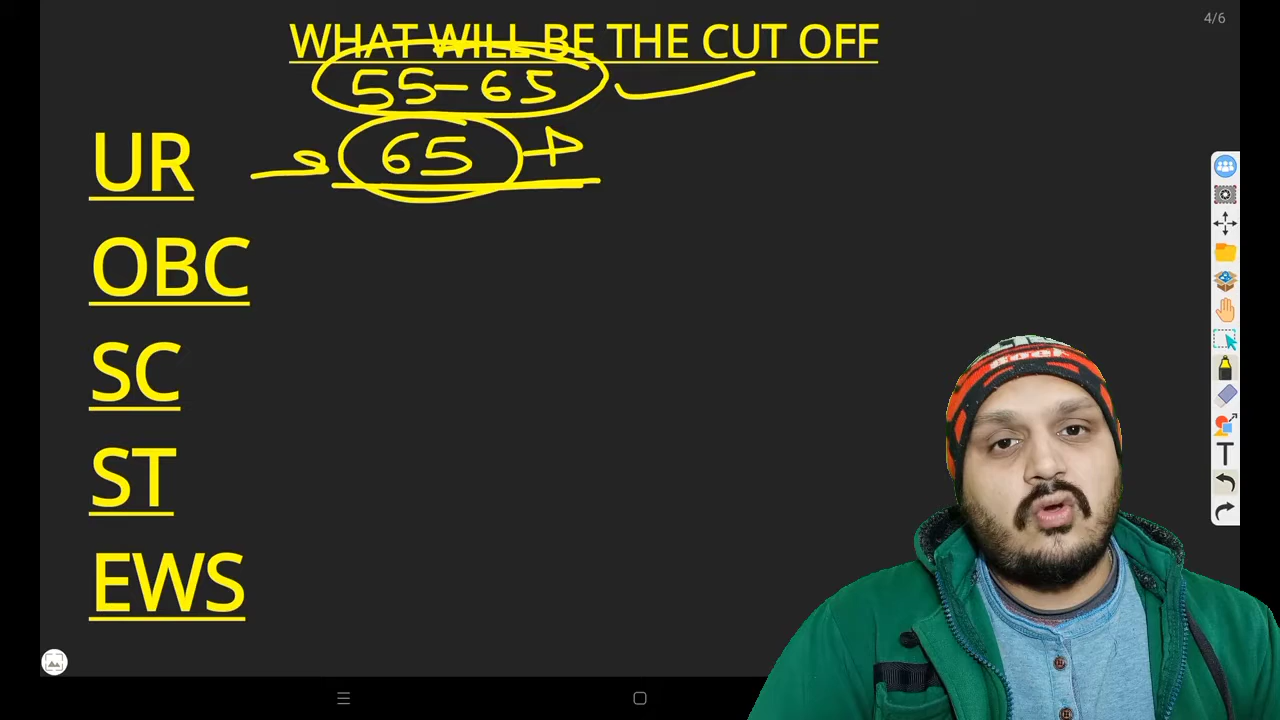 4/6
WHAT WILL BE THE CUT OFF
55-65
UR 65
OBC
SC
ST
EWS